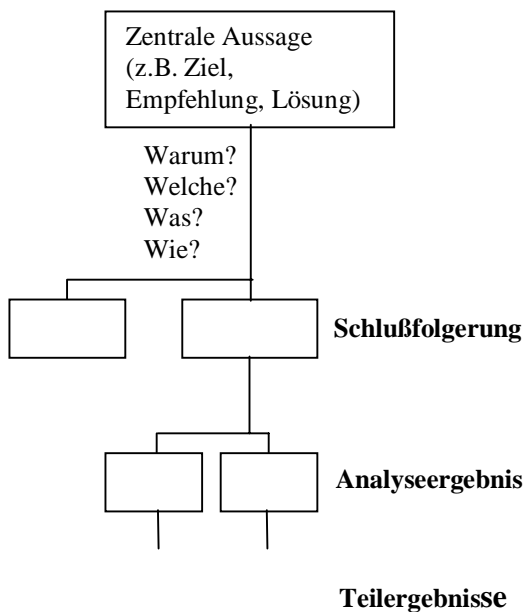 Zentrale Aussage
(z.B. Ziel,
Empfehlung, Lösung)
Warum?
Welche?
Was?
Wie?
Schlußfolgerung
Analyseergebnis
Teilergebnisse